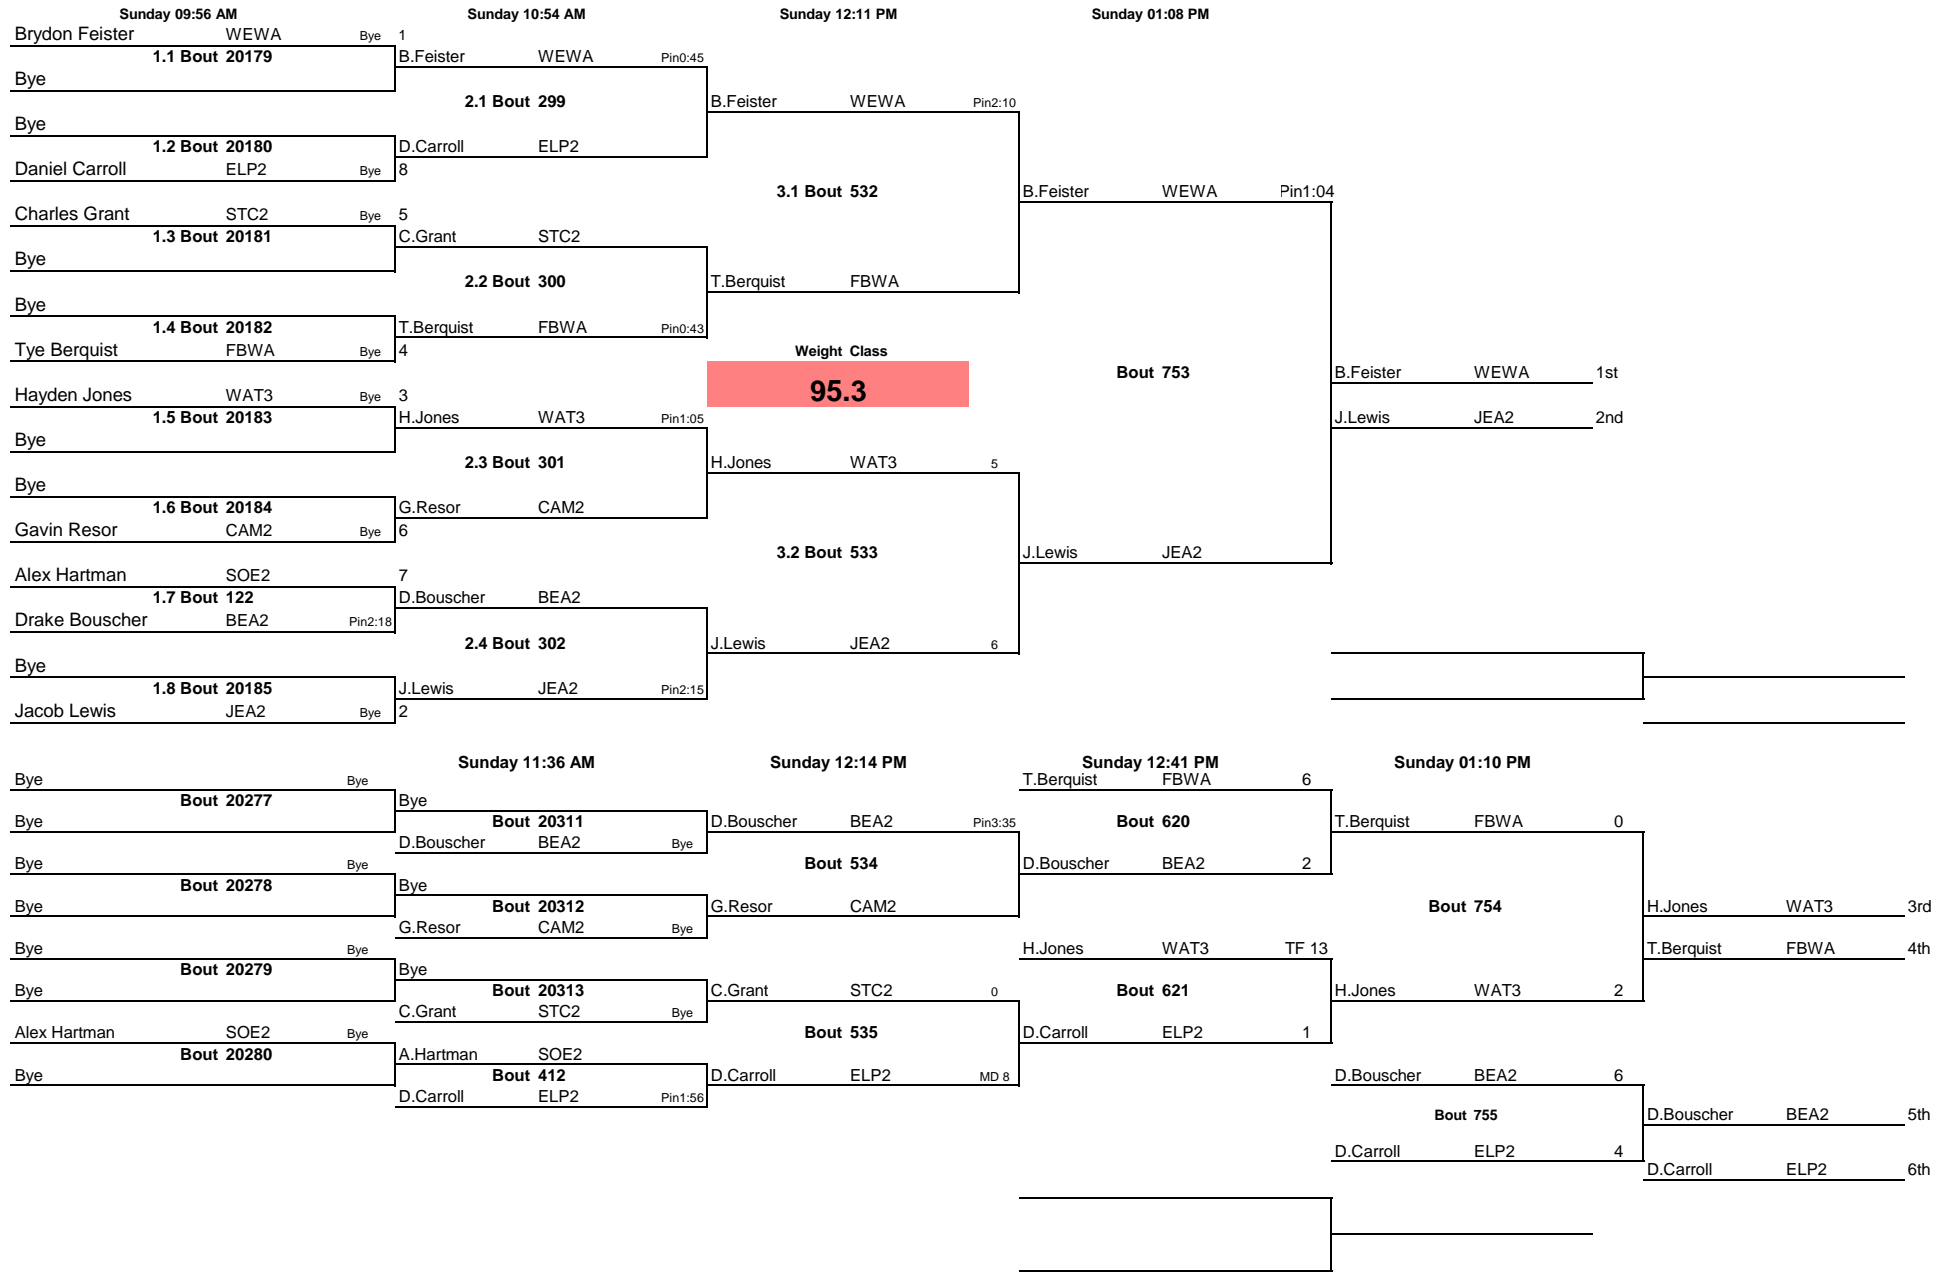 Sunday 09:56 AM Sunday 10:54 AM Sunday 12:11 PM Sunday 01:08 PM
Brydon Feister WEWA Bye 1
1.1 Bout 20179 B.Feister WEWA Pin0:45
Bye
2.1 Bout 299 B.Feister WEWA Pin2:10
Bye
1.2 Bout 20180 D.Carroll ELP2
Daniel Carroll ELP2 Bye 8
3.1 Bout 532 B.Feister WEWA Pin1:04
Charles Grant STC2 Bye 5
1.3 Bout 20181 C.Grant STC2
Bye
2.2 Bout 300 T.Berquist FBWA
Bye
1.4 Bout 20182 T.Berquist FBWA Pin0:43
Tye Berquist FBWA Bye 4
Weight Class
Bout 753 B.Feister WEWA 1st
95.3
Hayden Jones WAT3 Bye 3
1.5 Bout 20183 H.Jones WAT3 Pin1:05 J.Lewis JEA2 2nd
Bye
2.3 Bout 301 H.Jones WAT3 5
Bye
1.6 Bout 20184 G.Resor CAM2
Gavin Resor CAM2 Bye 6
3.2 Bout 533 J.Lewis JEA2
Alex Hartman SOE2 7
1.7 Bout 122 D.Bouscher BEA2
Drake Bouscher BEA2 Pin2:18
2.4 Bout 302 J.Lewis JEA2 6
Bye
1.8 Bout 20185 J.Lewis JEA2 Pin2:15
Jacob Lewis JEA2 Bye 2
Sunday 11:36 AM Sunday 12:14 PM Sunday 12:41 PM Sunday 01:10 PM
Bye Bye T.Berquist FBWA 6
Bout 20277 Bye
Bye Bout 20311 D.Bouscher BEA2 Pin3:35 Bout 620 T.Berquist FBWA 0
D.Bouscher BEA2 Bye
Bye Bye Bout 534 D.Bouscher BEA2 2
Bout 20278 Bye
Bye Bout 20312 G.Resor CAM2 Bout 754 H.Jones WAT3 3rd
G.Resor CAM2 Bye
Bye Bye H.Jones WAT3 TF 13 T.Berquist FBWA 4th
Bout 20279 Bye
Bye Bout 20313 C.Grant STC2 0 Bout 621 H.Jones WAT3 2
C.Grant STC2 Bye
Alex Hartman SOE2 Bye Bout 535 D.Carroll ELP2 1
Bout 20280 A.Hartman SOE2
Bye Bout 412 D.Carroll ELP2 MD 8 D.Bouscher BEA2 6
D.Carroll ELP2 Pin1:56
Bout 755 D.Bouscher BEA2 5th
D.Carroll ELP2 4
D.Carroll ELP2 6th